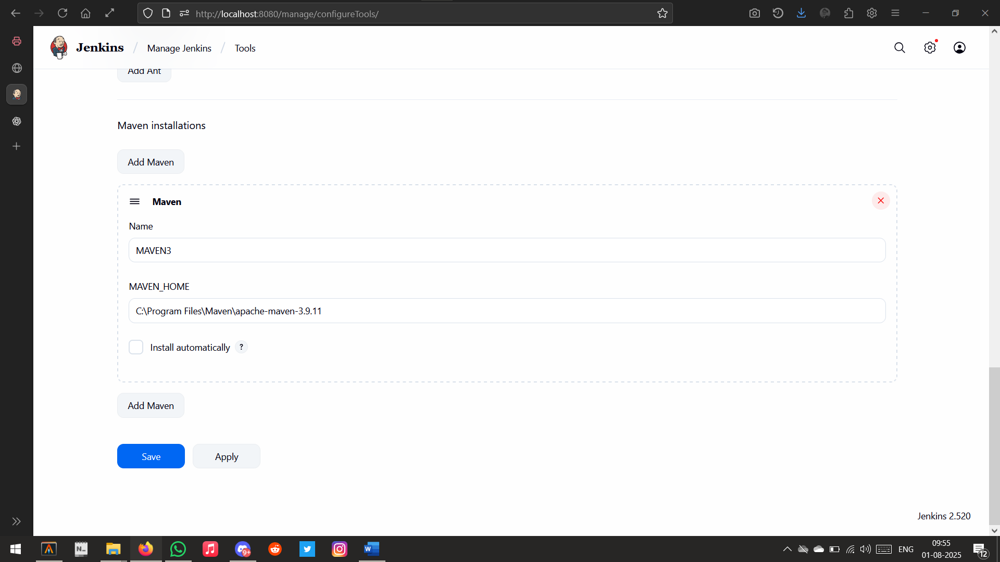 http://localhost:8080/manage/configureTools/
Jenkins / Manage Jenkins / Tools
Add Ant
Maven installations
Add Maven
Maven
Name
MAVEN3
MAVEN_HOME
C:\Program Files\Maven\apache-maven-3.9.11
Install automatically ?
Add Maven
Save Apply
Jenkins 2.520
N_ 9+ W ENG 09:55
01-08-2025 12